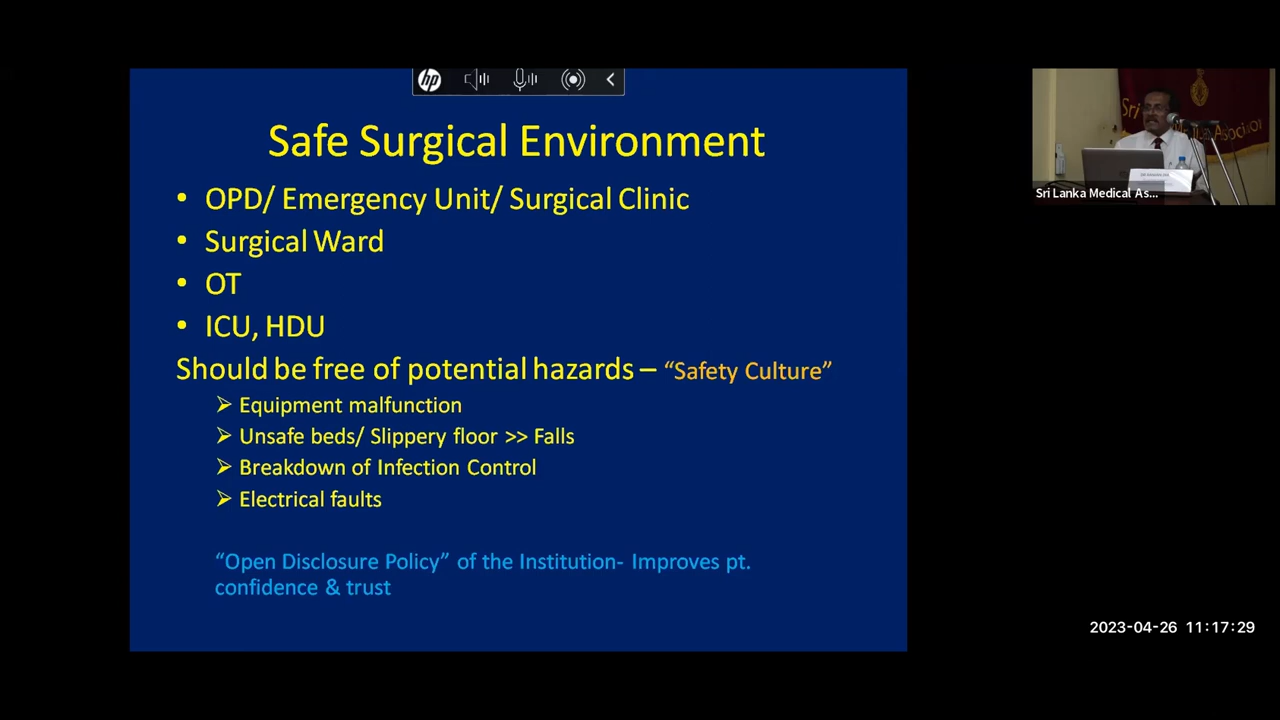 hp
Safe Surgical Environment
• OPD/ Emergency Unit/ Surgical Clinic
• Surgical Ward
• OT
• ICU, HDU
Should be free of potential hazards – “Safety Culture”
➢ Equipment malfunction
➢ Unsafe beds/ Slippery floor >> Falls
➢ Breakdown of Infection Control
➢ Electrical faults
“Open Disclosure Policy” of the Institution- Improves pt.
confidence & trust
Sri
Sri Lanka Medical As...
2023-04-26 11:17:29